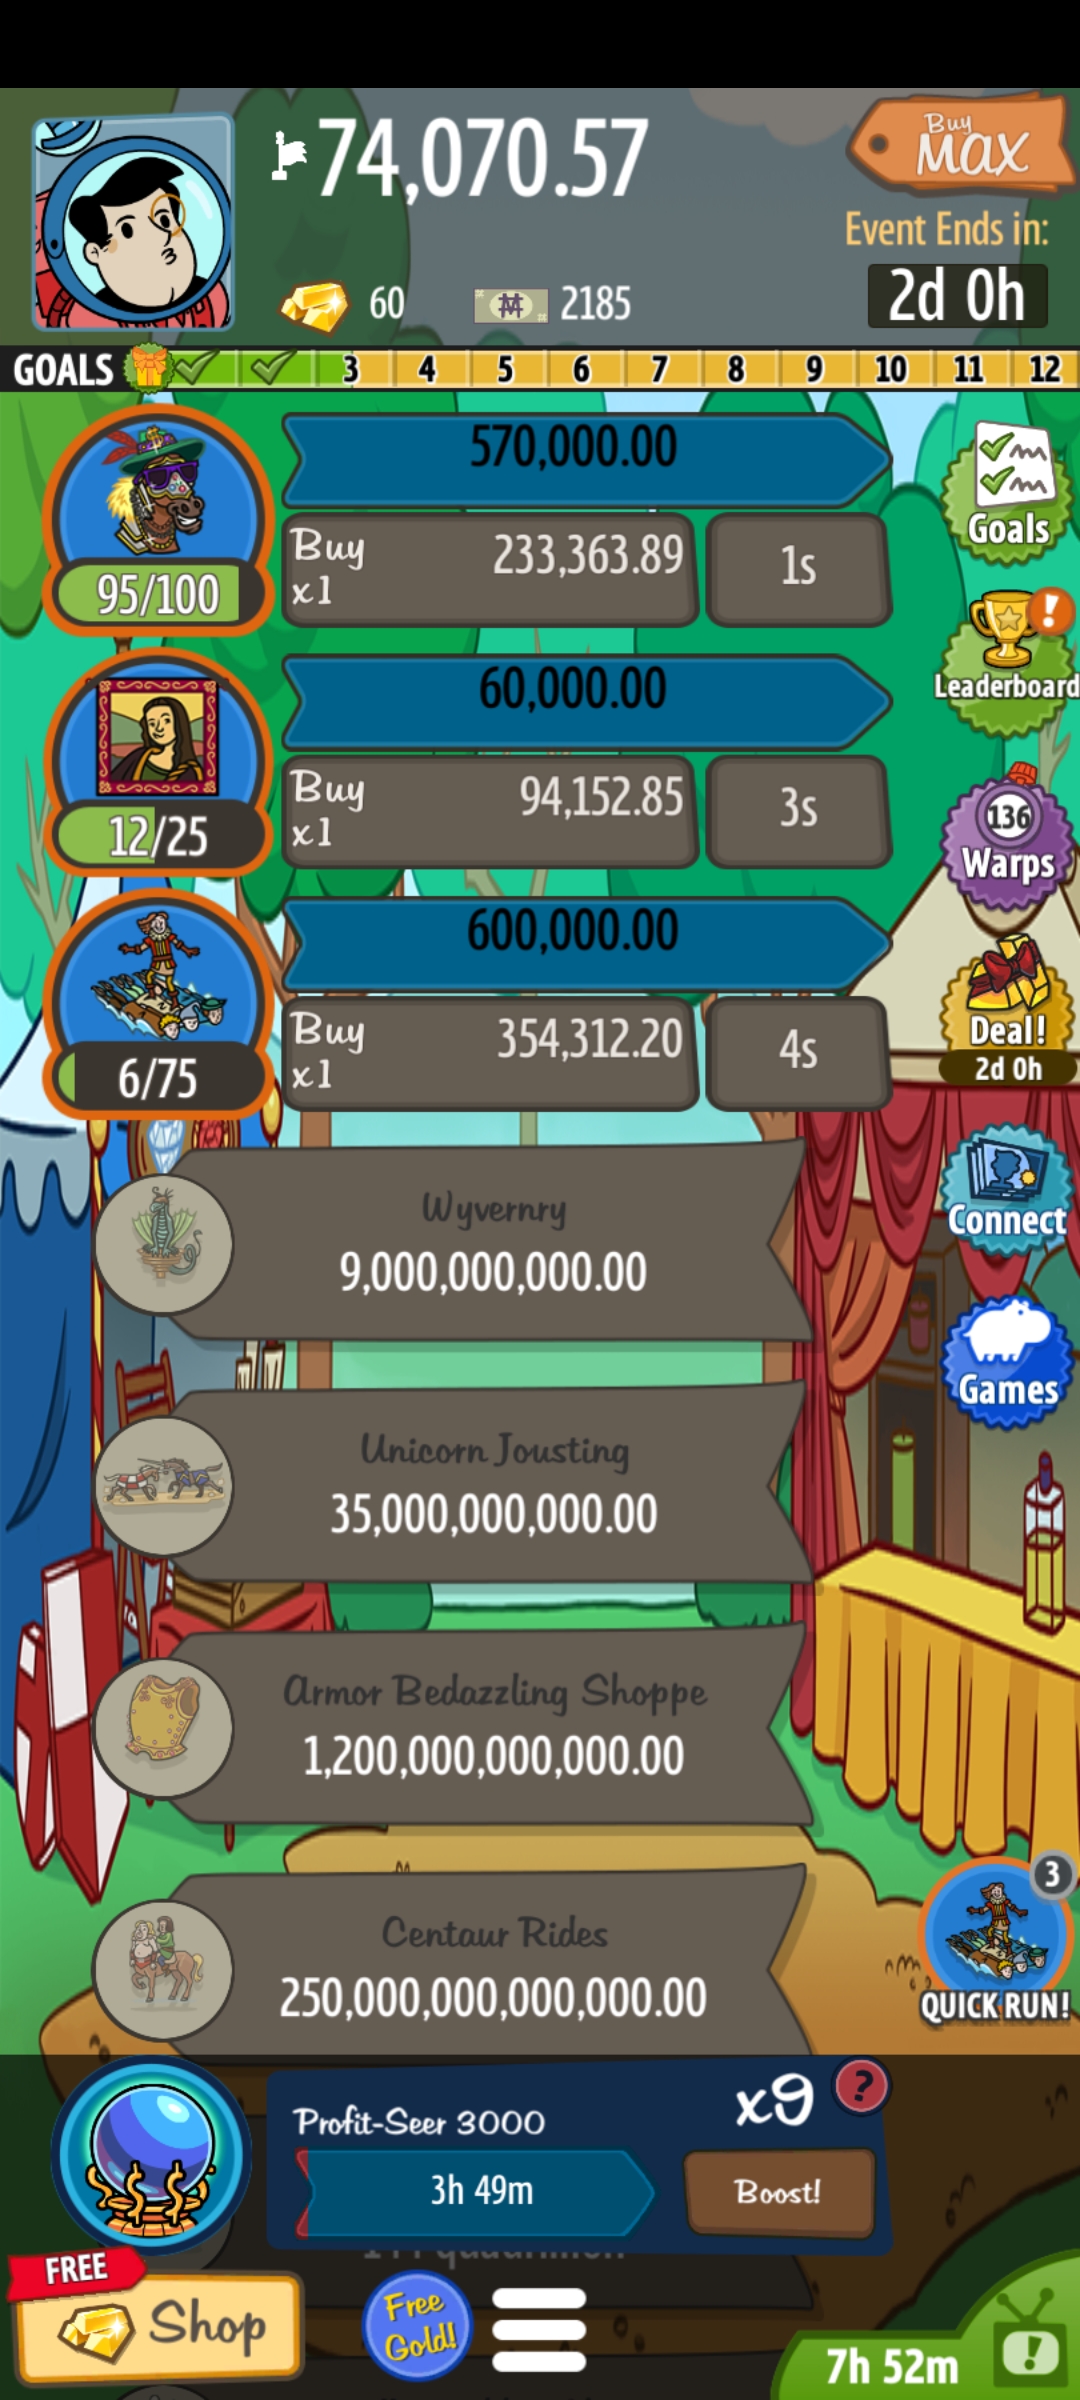 74,070.57
Buy
MAX
Event Ends in:
2d 0h
60
2185
GOALS 3 4 5 6 7 8 9 10 11 12
570,000.00
Buy
x1
233,363.89
1s
95/100
Goals
60,000.00
Leaderboard
Buy
x1
94,152.85
3s
12/25
136
Warps
600,000.00
Buy
x1
354,312.20
4s
6/75
Deal!
2d 0h
Wyvernry
9,000,000,000.00
Connect
Unicorn Jousting
35,000,000,000.00
Games
Armor Bedazzling Shoppe
1,200,000,000,000.00
Centaur Rides
250,000,000,000,000.00
3
QUICK RUN!
Profit-Seer 3000
x9
?
3h 49m
Boost!
FREE
Shop
Free
Gold!
7h 52m